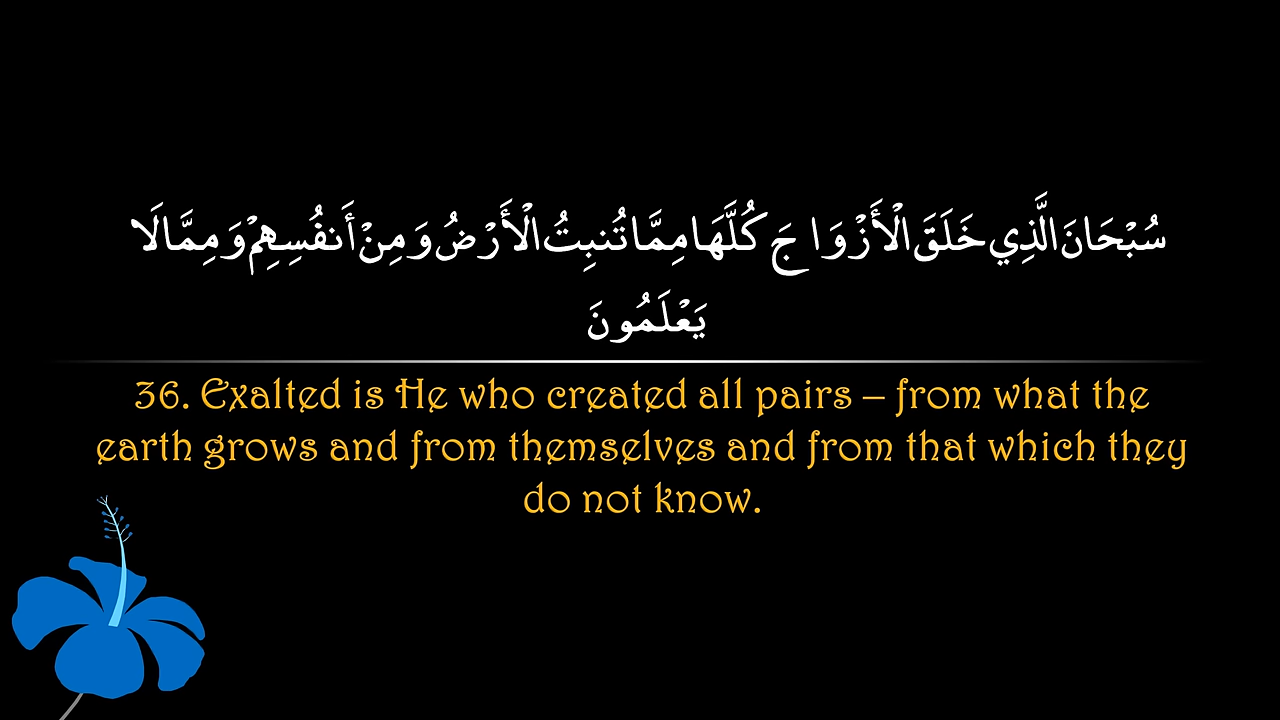 سُبْحَانَ الَّذِي خَلَقَ الْأَزْوَاجَ كُلَّهَا مِمَّا تُنبِتُ الْأَرْضُ وَمِنْ أَنفُسِهِمْ وَمِمَّا لَا
يَعْلَمُونَ
36. Exalted is He who created all pairs – from what the
earth grows and from themselves and from that which they
do not know.